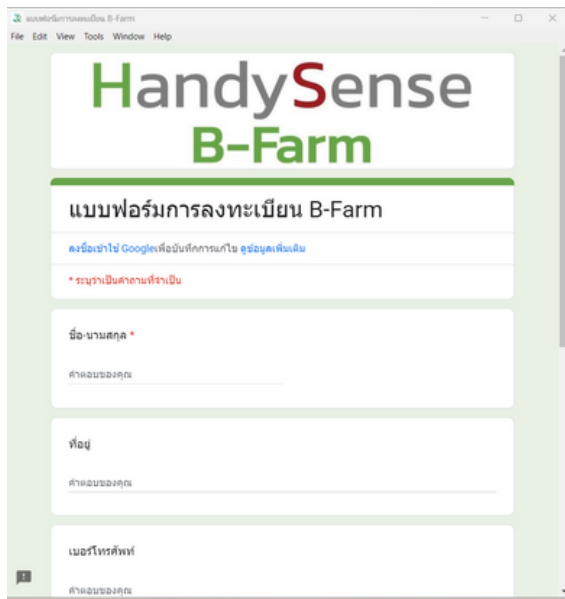 แบบฟอร์มการลงทะเบียน B-Farm
File Edit View Tools Window Help
HandySense
B-Farm
แบบฟอร์มการลงทะเบียน B-Farm
ลงชื่อเข้าใช้ Googleเพื่อบันทึกการแก้ไข ดูข้อมูลเพิ่มเติม
* ระบุว่าเป็นคำถามที่จำเป็น
ชื่อ-นามสกุล *
คำตอบของคุณ
ที่อยู่
คำตอบของคุณ
เบอร์โทรศัพท์
คำตอบของคุณ